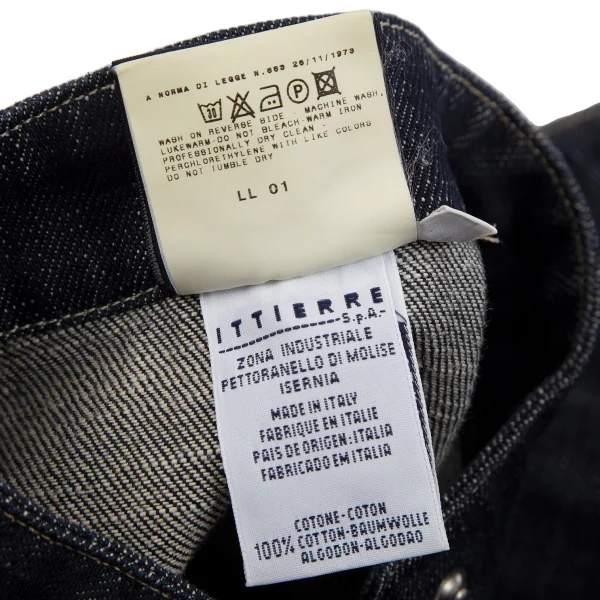 A NORMA DI LEGGE N.883 26/11/1973
30 P
WASH ON REVERSE SIDE - MACHINE WASH,
LUKEWARM-DO NOT BLEACH-WARM IRON
PROFESSIONALLY DRY CLEAN -
PERCHLORETHYLENE WITH LIKE COLORS
DO NOT TUMBLE DRY
LL 01
ITTIERRE
S.p.A.-
ZONA INDUSTRIALE
PETTORANELLO DI MOLISE
ISERNIA
MADE IN ITALY
FABRIQUE EN ITALIE
PAIS DE ORIGEN: ITALIA
FABRICADO EM ITALIA
COTONE-COTON
100% COTTON-BAUMWOLLE
ALGODON-ALGODAO